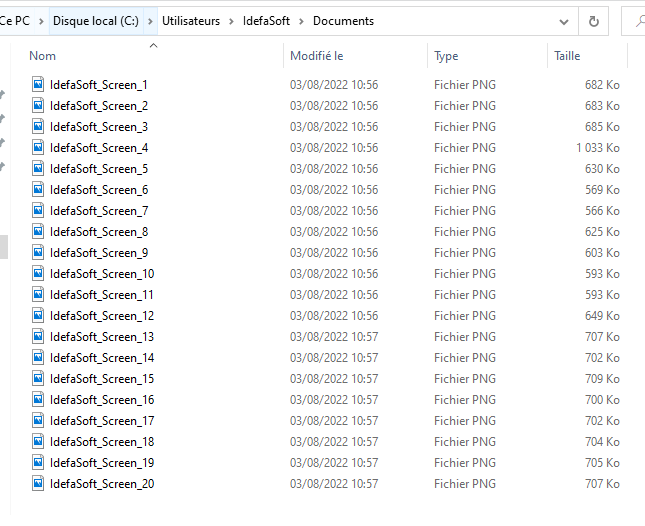 Ce PC > Disque local (C:) > Utilisateurs > IdefaSoft > Documents
Nom Modifié le Type Taille
IdefaSoft_Screen_1 03/08/2022 10:56 Fichier PNG 682 Ko
IdefaSoft_Screen_2 03/08/2022 10:56 Fichier PNG 683 Ko
IdefaSoft_Screen_3 03/08/2022 10:56 Fichier PNG 685 Ko
IdefaSoft_Screen_4 03/08/2022 10:56 Fichier PNG 1 033 Ko
IdefaSoft_Screen_5 03/08/2022 10:56 Fichier PNG 630 Ko
IdefaSoft_Screen_6 03/08/2022 10:56 Fichier PNG 569 Ko
IdefaSoft_Screen_7 03/08/2022 10:56 Fichier PNG 566 Ko
IdefaSoft_Screen_8 03/08/2022 10:56 Fichier PNG 625 Ko
IdefaSoft_Screen_9 03/08/2022 10:56 Fichier PNG 603 Ko
IdefaSoft_Screen_10 03/08/2022 10:56 Fichier PNG 593 Ko
IdefaSoft_Screen_11 03/08/2022 10:56 Fichier PNG 593 Ko
IdefaSoft_Screen_12 03/08/2022 10:56 Fichier PNG 649 Ko
IdefaSoft_Screen_13 03/08/2022 10:57 Fichier PNG 707 Ko
IdefaSoft_Screen_14 03/08/2022 10:57 Fichier PNG 702 Ko
IdefaSoft_Screen_15 03/08/2022 10:57 Fichier PNG 709 Ko
IdefaSoft_Screen_16 03/08/2022 10:57 Fichier PNG 700 Ko
IdefaSoft_Screen_17 03/08/2022 10:57 Fichier PNG 702 Ko
IdefaSoft_Screen_18 03/08/2022 10:57 Fichier PNG 704 Ko
IdefaSoft_Screen_19 03/08/2022 10:57 Fichier PNG 705 Ko
IdefaSoft_Screen_20 03/08/2022 10:57 Fichier PNG 707 Ko